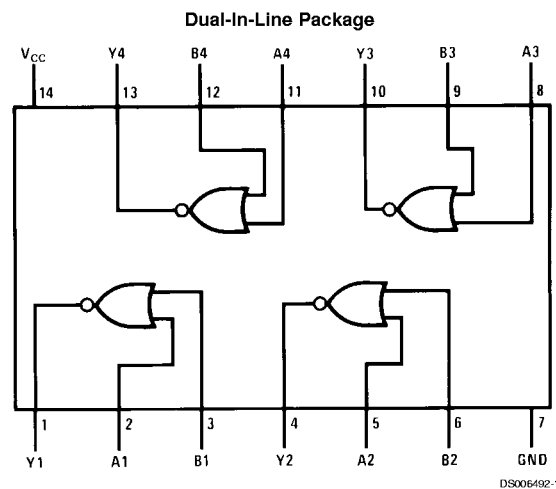 Dual-In-Line Package
VCC Y4 B4 A4 Y3 B3 A3
14 13 12 11 10 9 8
1 2 3 4 5 6 7
Y1 A1 B1 Y2 A2 B2 GND
DS006492-